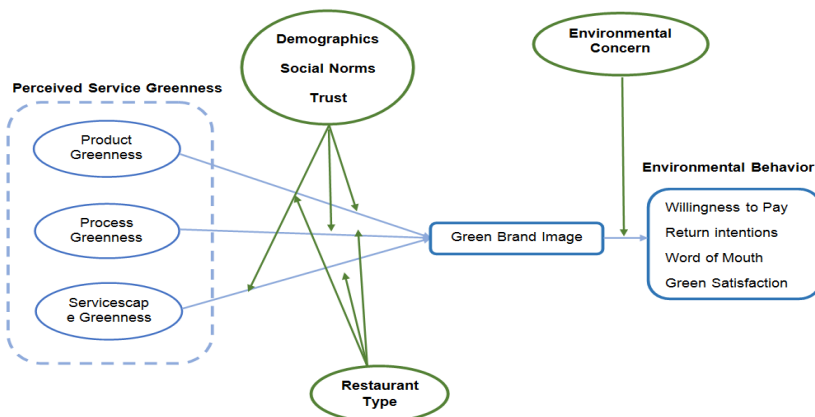 Demographics
Social Norms
Trust
Environmental
Concern
Perceived Service Greenness
Product
Greenness
Process
Greenness
Servicescap
e Greenness
Green Brand Image
Environmental Behavior
Willingness to Pay
Return intentions
Word of Mouth
Green Satisfaction
Restaurant
Type